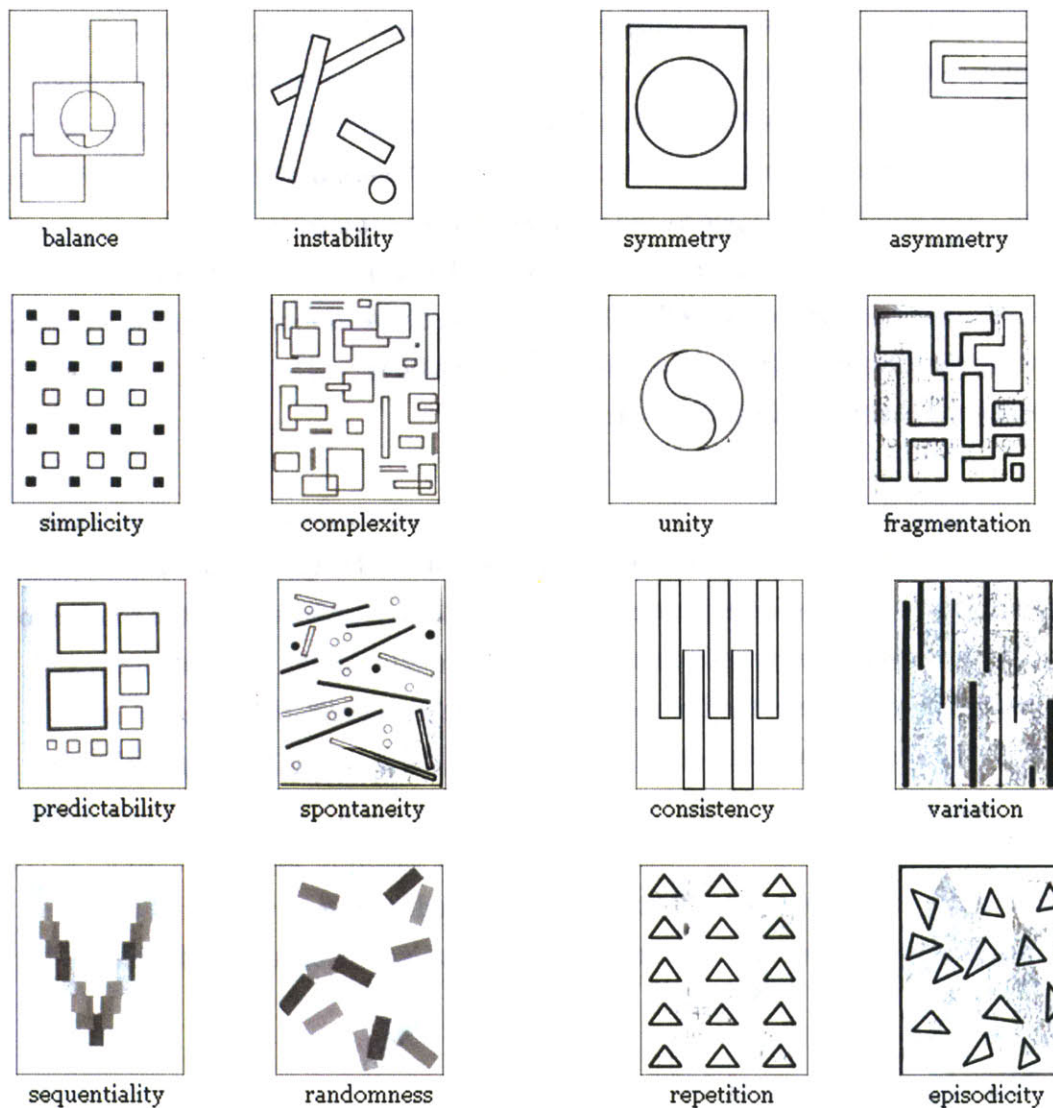 balance instability symmetry asymmetry
simplicity complexity unity fragmentation
predictability spontaneity consistency variation
sequentiality randomness repetition episodicity